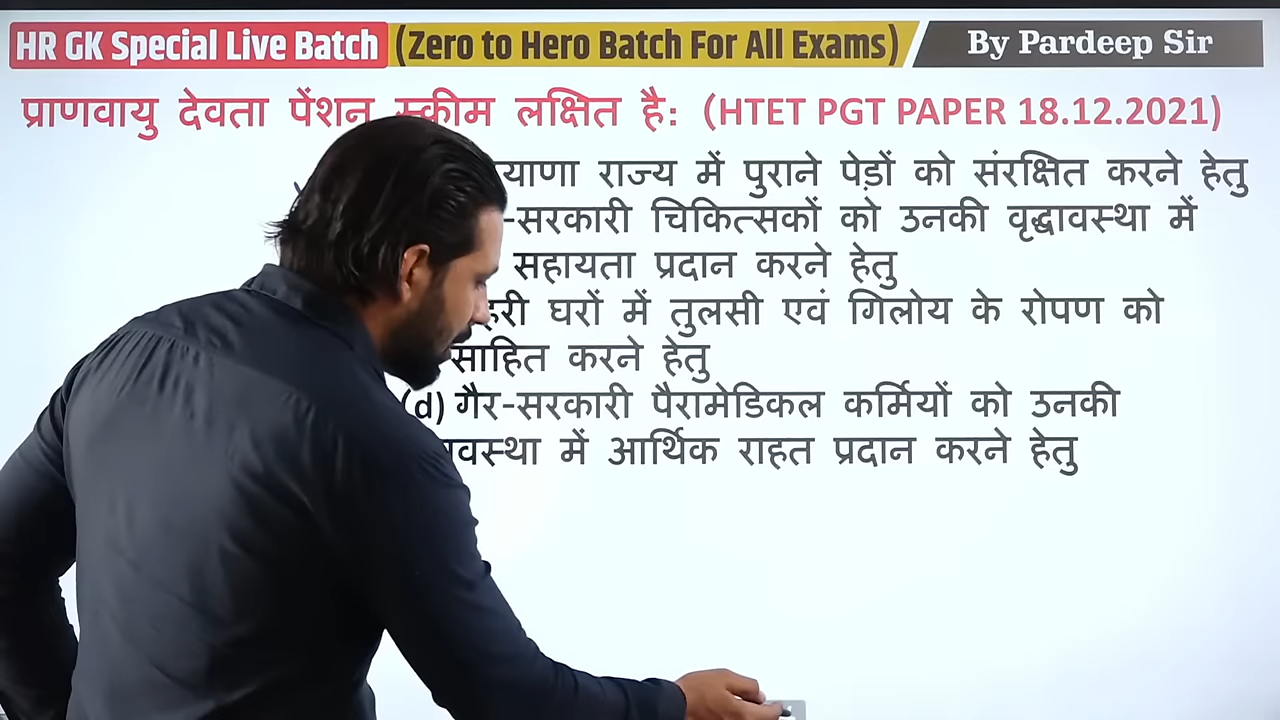 HR GK Special Live Batch (Zero to Hero Batch For All Exams) By Pardeep Sir
प्राणवायु देवता पेंशन स्कीम लक्षित है: (HTET PGT PAPER 18.12.2021)
राज्य में पुराने पेड़ों को संरक्षित करने हेतु
-सरकारी चिकित्सकों को उनकी वृद्धावस्था में
सहायता प्रदान करने हेतु
घरों में तुलसी एवं गिलोय के रोपण को
करने हेतु
(d) गैर-सरकारी पैरामेडिकल कर्मियों को उनकी
में आर्थिक राहत प्रदान करने हेतु